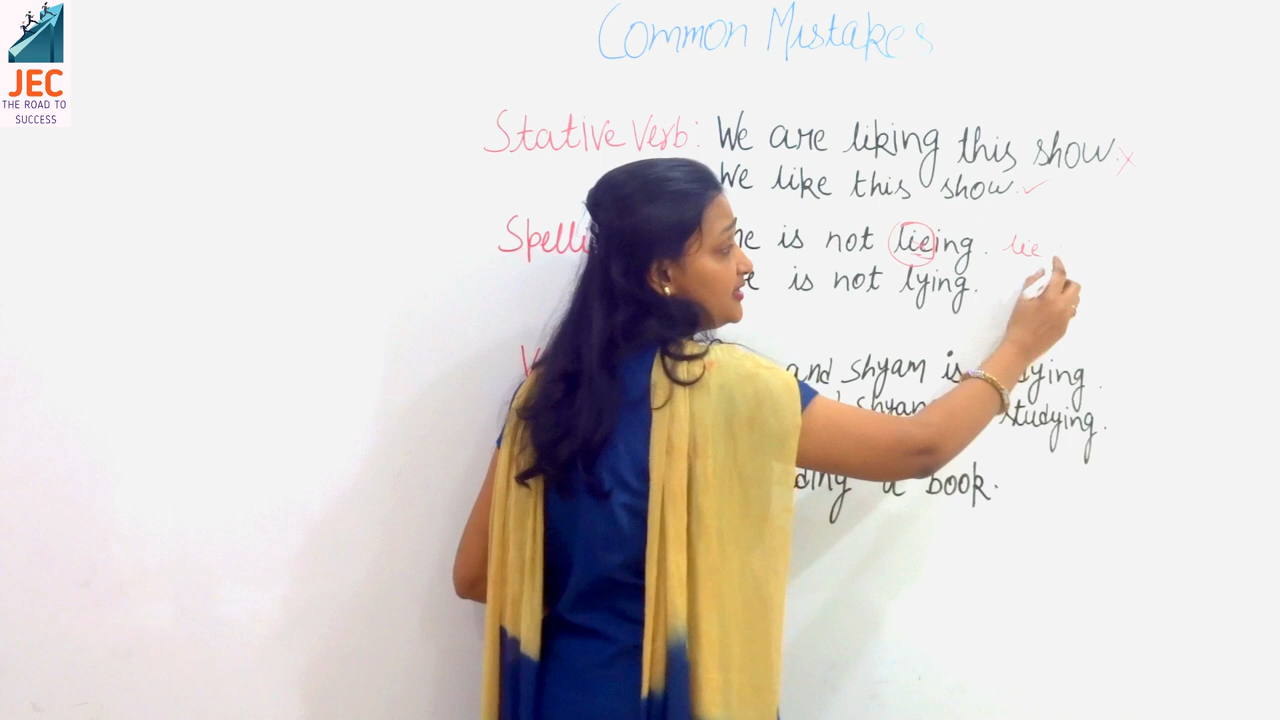 JEC
THE ROAD TO
SUCCESS
Common Mistakes
Stative Verb: We are liking this show. x
We like this show. ✓
is not lieing. lie
is not lying.
and Shyam is
studying.
a book.